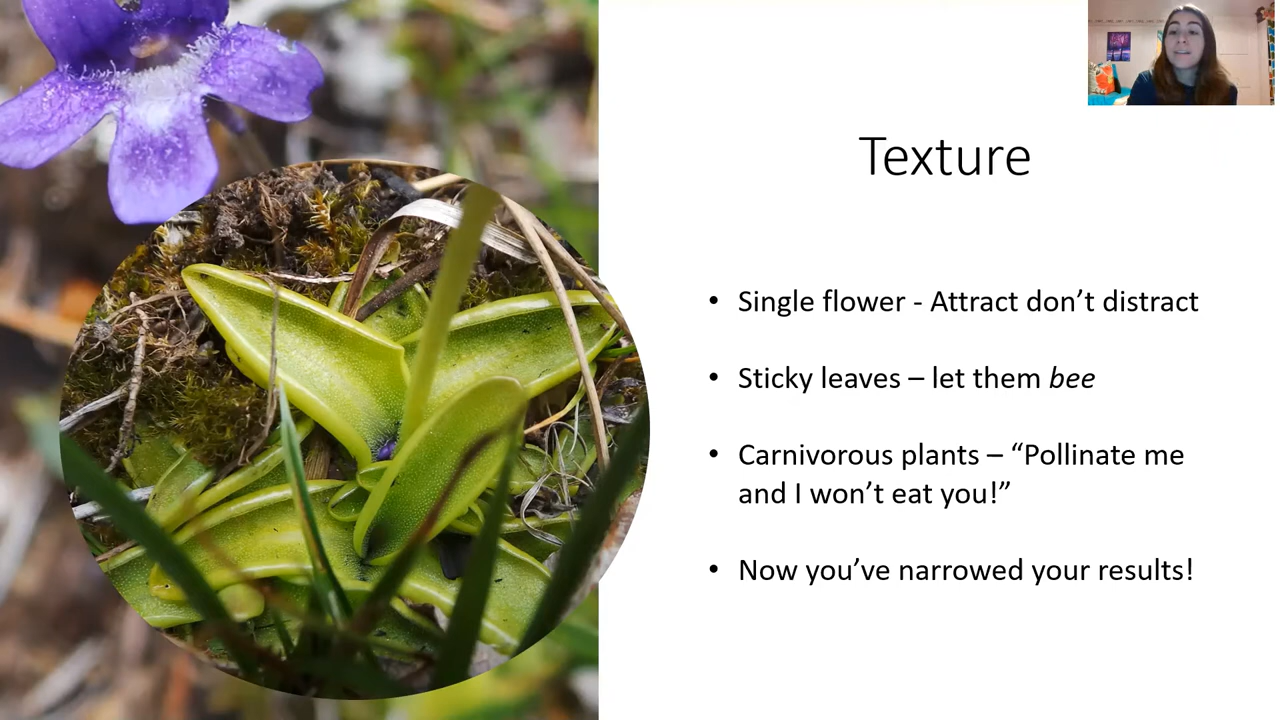 Texture
• Single flower - Attract don’t distract
• Sticky leaves – let them bee
• Carnivorous plants – “Pollinate me
and I won’t eat you!”
• Now you’ve narrowed your results!